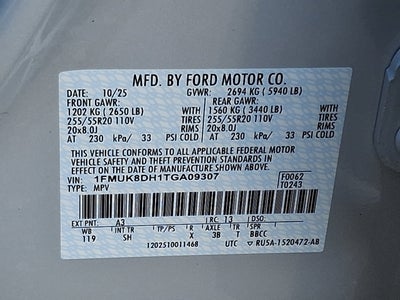 MFD. BY FORD MOTOR CO.
DATE: 10/25 GVWR: 2694 KG ( 5940 LB)
FRONT GAWR: REAR GAWR:
1202 KG ( 2650 LB) 1560 KG ( 3440 LB)
255/55R20 110V TIRES 255/55R20 110V TIRES
20x8.0J RIMS 20x8.0J RIMS
AT 230 kPa/ 33 PSI COLD AT 230 kPa/ 33 PSI COLD
THIS VEHICLE CONFORMS TO ALL APPLICABLE FEDERAL MOTOR
VEHICLE SAFETY AND THEFT PREVENTION STANDARDS IN
EFFECT ON THE DATE OF MANUFACTURE SHOWN ABOVE.
VIN: 1FMUK8DH1TGA09307 F0062
TYPE: MPV T0243
EXT PNT: A3 RC: 13 DSO:
WB INT TR TP/PS R AXLE TR SPR
119 SH X 3B T BBCC
1202510011468 UTC RU5A-1520472-AB